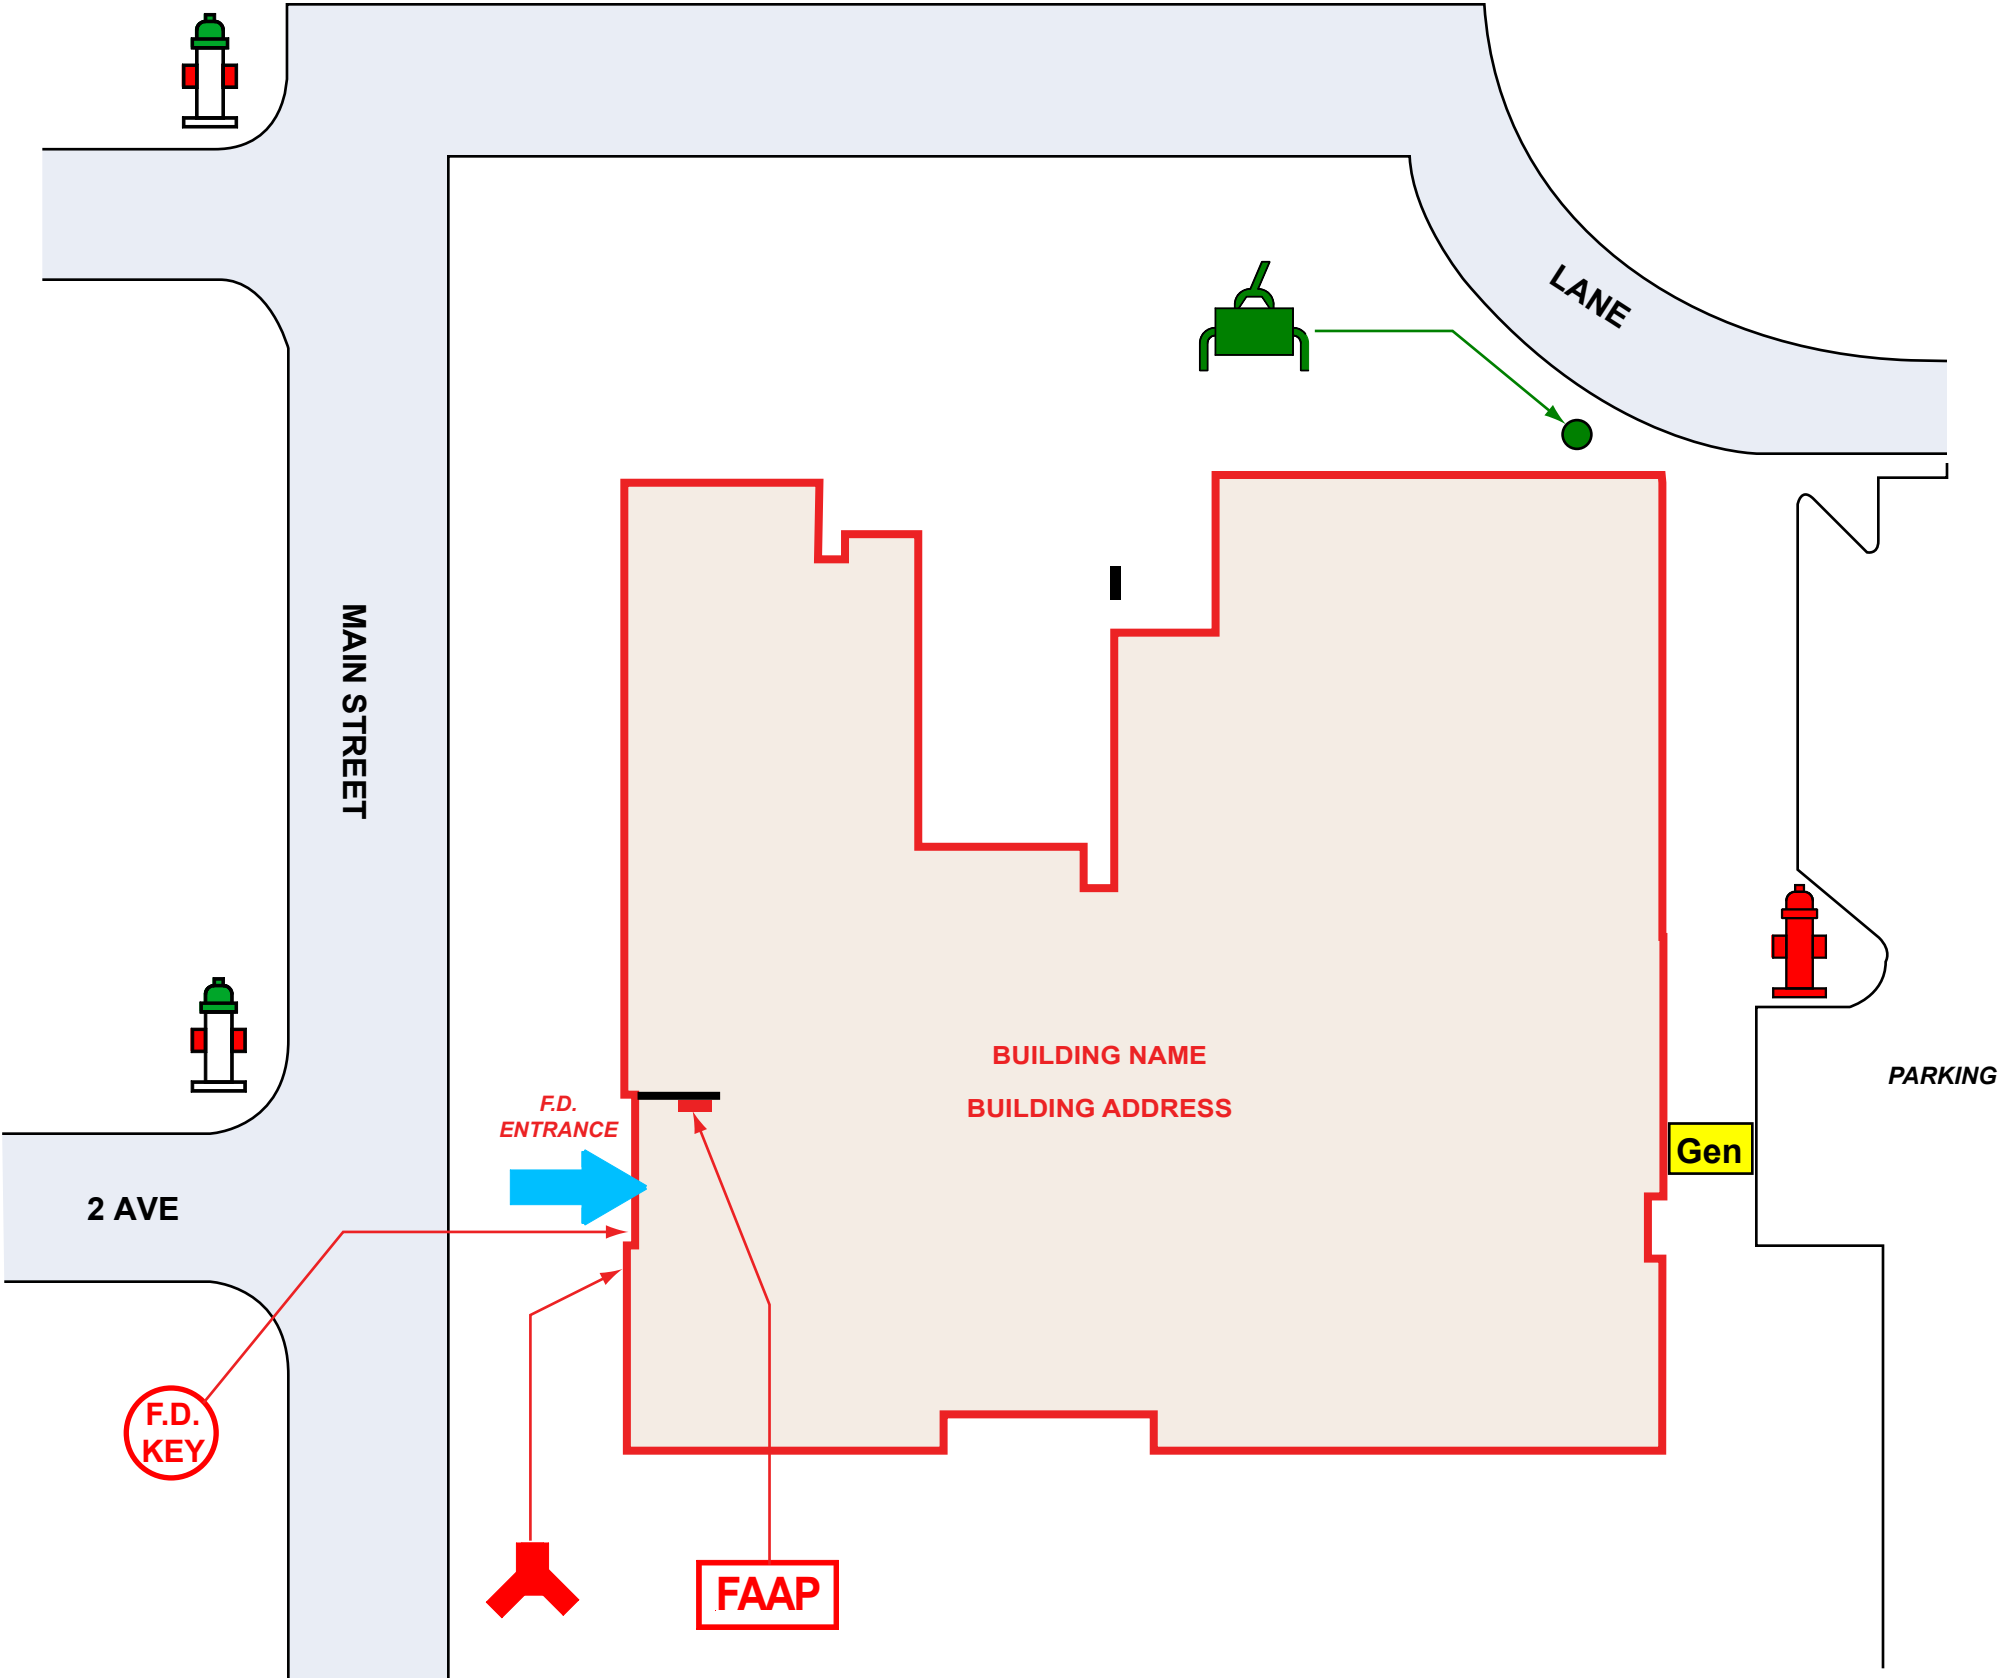 LANE
MAIN STREET
BUILDING NAME
BUILDING ADDRESS
PARKING
F.D.
ENTRANCE
Gen
2 AVE
F.D.
KEY
FAAP